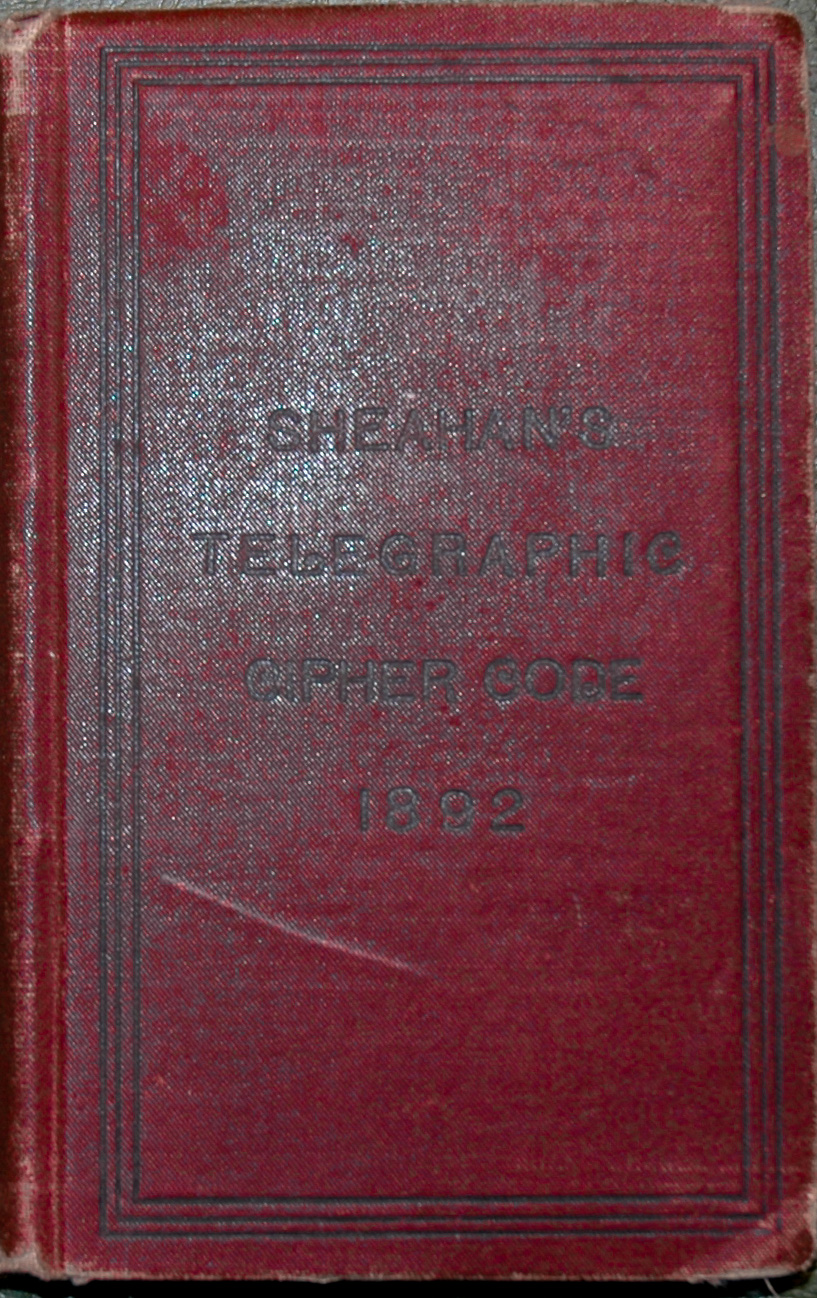 SHEAHAN'S
TELEGRAPHIC
CIPHER CODE
1892